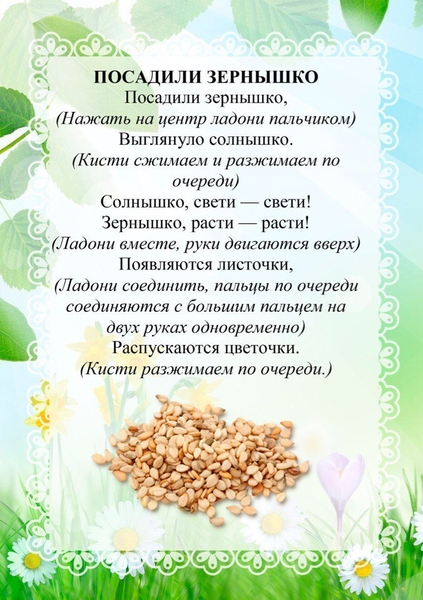 ПОСАДИЛИ ЗЕРНЫШКО
Посадили зернышко,
(Нажать на центр ладони пальчиком)
Выглянуло солнышко.
(Кисти сжимаем и разжимаем по
очереди)
Солнышко, свети — свети!
Зернышко, расти — расти!
(Ладони вместе, руки двигаются вверх)
Появляются листочки,
(Ладони соединить, пальцы по очереди
соединяются с большим пальцем на
двух руках одновременно)
Распускаются цветочки.
(Кисти разжимаем по очереди.)